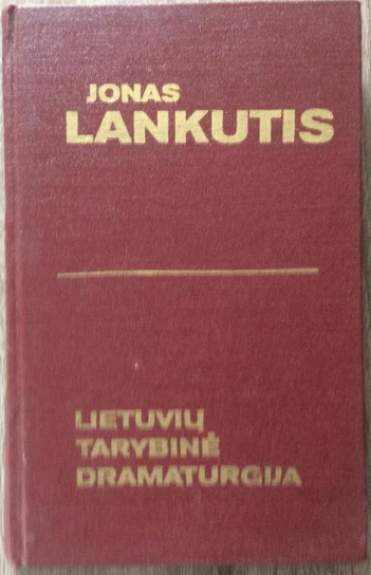 JONAS
LANKUTIS
LIETUVIŲ
TARYBINĖ
DRAMATURGIJA